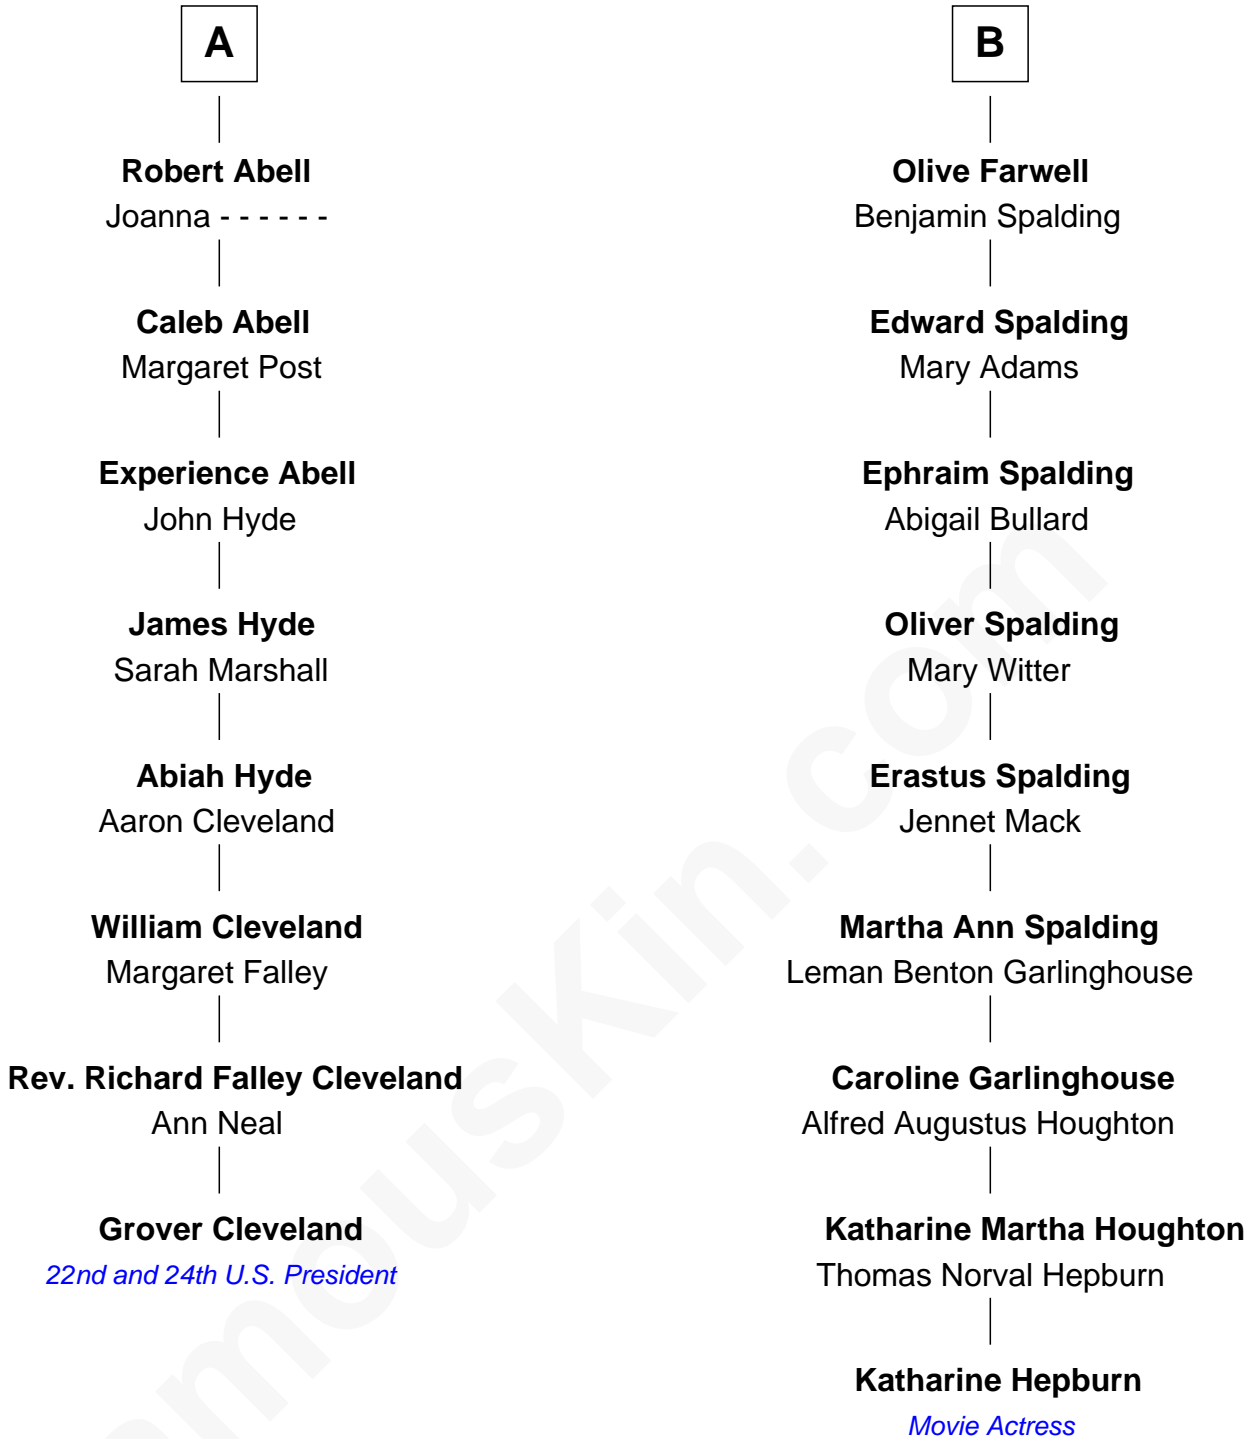 A
Robert Abell
Joanna - - - - - -
Caleb Abell
Margaret Post
Experience Abell
John Hyde
James Hyde
Sarah Marshall
Abiah Hyde
Aaron Cleveland
William Cleveland
Margaret Falley
Rev. Richard Falley Cleveland
Ann Neal
Grover Cleveland
22nd and 24th U.S. President
B
Olive Farwell
Benjamin Spalding
Edward Spalding
Mary Adams
Ephraim Spalding
Abigail Bullard
Oliver Spalding
Mary Witter
Erastus Spalding
Jennet Mack
Martha Ann Spalding
Leman Benton Garlinghouse
Caroline Garlinghouse
Alfred Augustus Houghton
Katharine Martha Houghton
Thomas Norval Hepburn
Katharine Hepburn
Movie Actress
amouskin.com